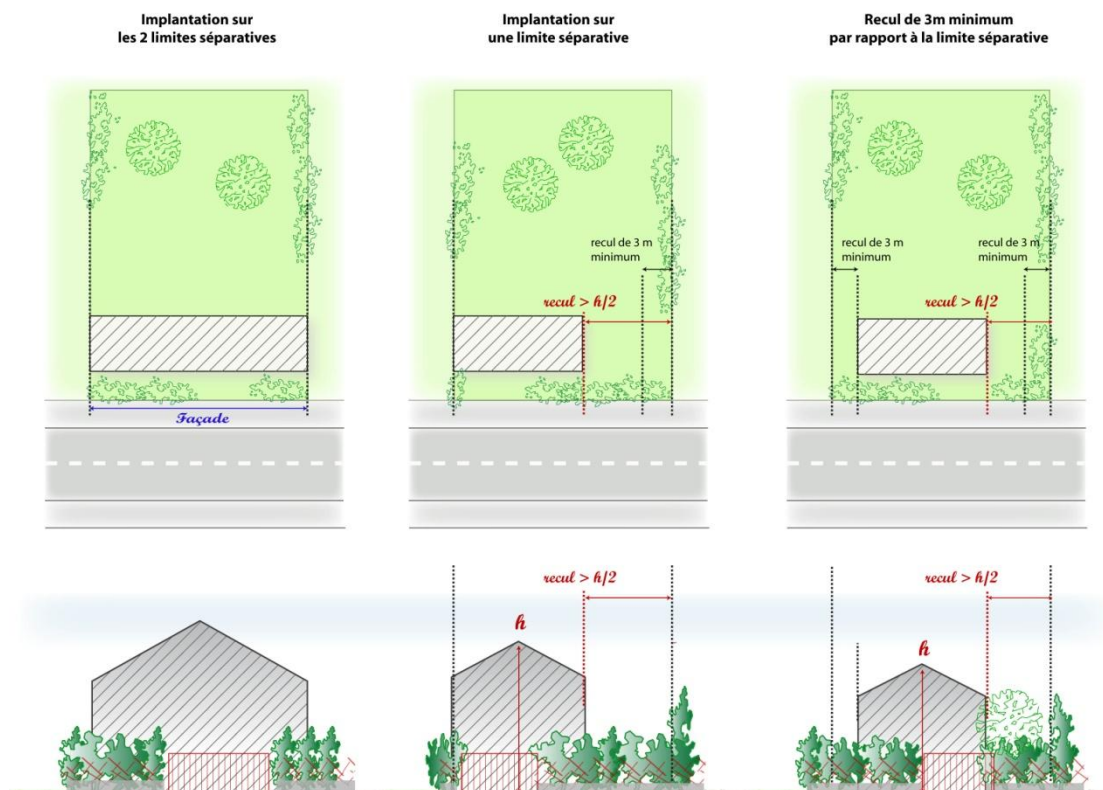 Implantation sur
les 2 limites séparatives
Implantation sur
une limite séparative
Recul de 3m minimum
par rapport à la limite séparative
recul de 3 m
minimum
recul > h/2
recul de 3 m
minimum
recul de 3 m
minimum
recul > h/2
Façade
recul > h/2
h
recul > h/2
h